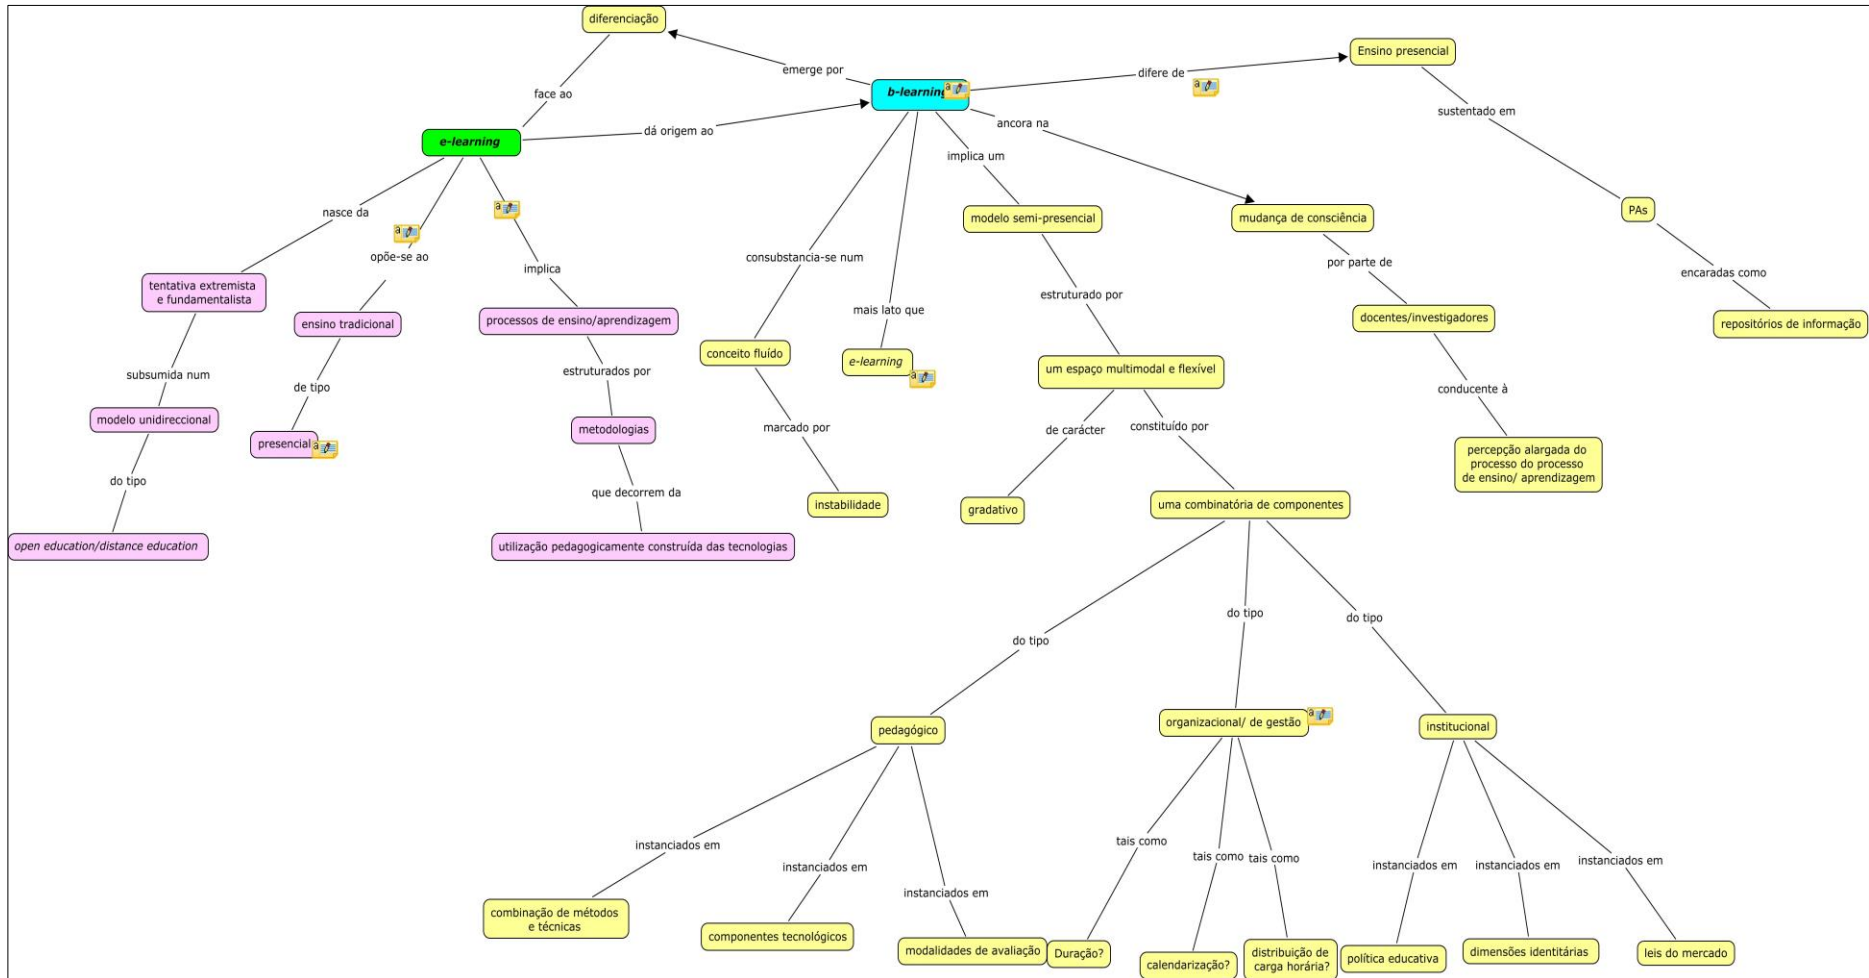 diferenciação
emerge por
face ao
b-learning
difere de
Ensino presencial
sustentado em
PAs
encaradas como
repositórios de informação
e-learning
dá origem ao
ancora na
mudança de consciência
por parte de
docentes/investigadores
conducente à
percepção alargada do
processo do processo
de ensino/ aprendizagem
nasce da
tentativa extremista
e fundamentalista
subsumida num
modelo unidireccional
do tipo
open education/distance education
opõe-se ao
ensino tradicional
de tipo
presencial
implica
processos de ensino/aprendizagem
estruturados por
metodologias
que decorrem da
utilização pedagogicamente construída das tecnologias
consubstancia-se num
conceito fluído
marcado por
instabilidade
mais lato que
e-learning
implica um
modelo semi-presencial
estruturado por
um espaço multimodal e flexível
de carácter
gradativo
constituído por
uma combinatória de componentes
do tipo
do tipo
do tipo
pedagógico
organizacional/ de gestão
institucional
instanciados em
instanciados em
instanciados em
combinação de métodos
e técnicas
componentes tecnológicos
modalidades de avaliação
tais como
tais como
tais como
Duração?
calendarização?
distribuição de
carga horária?
instanciados em
instanciados em
instanciados em
política educativa
dimensões identitárias
leis do mercado